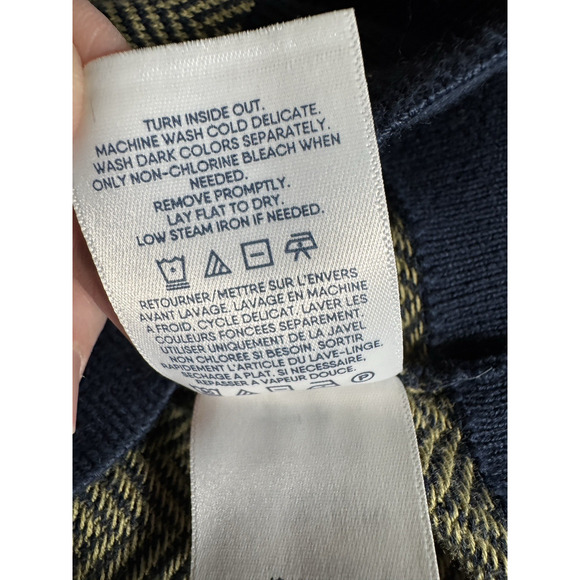 TURN INSIDE OUT.
MACHINE WASH COLD DELICATE.
WASH DARK COLORS SEPARATELY.
ONLY NON-CHLORINE BLEACH WHEN
NEEDED.
REMOVE PROMPTLY.
LAY FLAT TO DRY.
LOW STEAM IRON IF NEEDED.
RETOURNER/METTRE SUR L'ENVERS
AVANT LAVAGE. LAVAGE EN MACHINE
A FROID, CYCLE DELICAT. LAVER LES
COULEURS FONCÉES SEPAREMENT.
UTILISER UNIQUEMENT DE LA JAVEL
NON CHLOREE SI BESOIN. SORTIR
RAPIDEMENT L'ARTICLE DU LAVE-LINGE.
SECHAGE A PLAT. SI NECESSAIRE,
REPASSER A VAPEUR DOUCE.
P